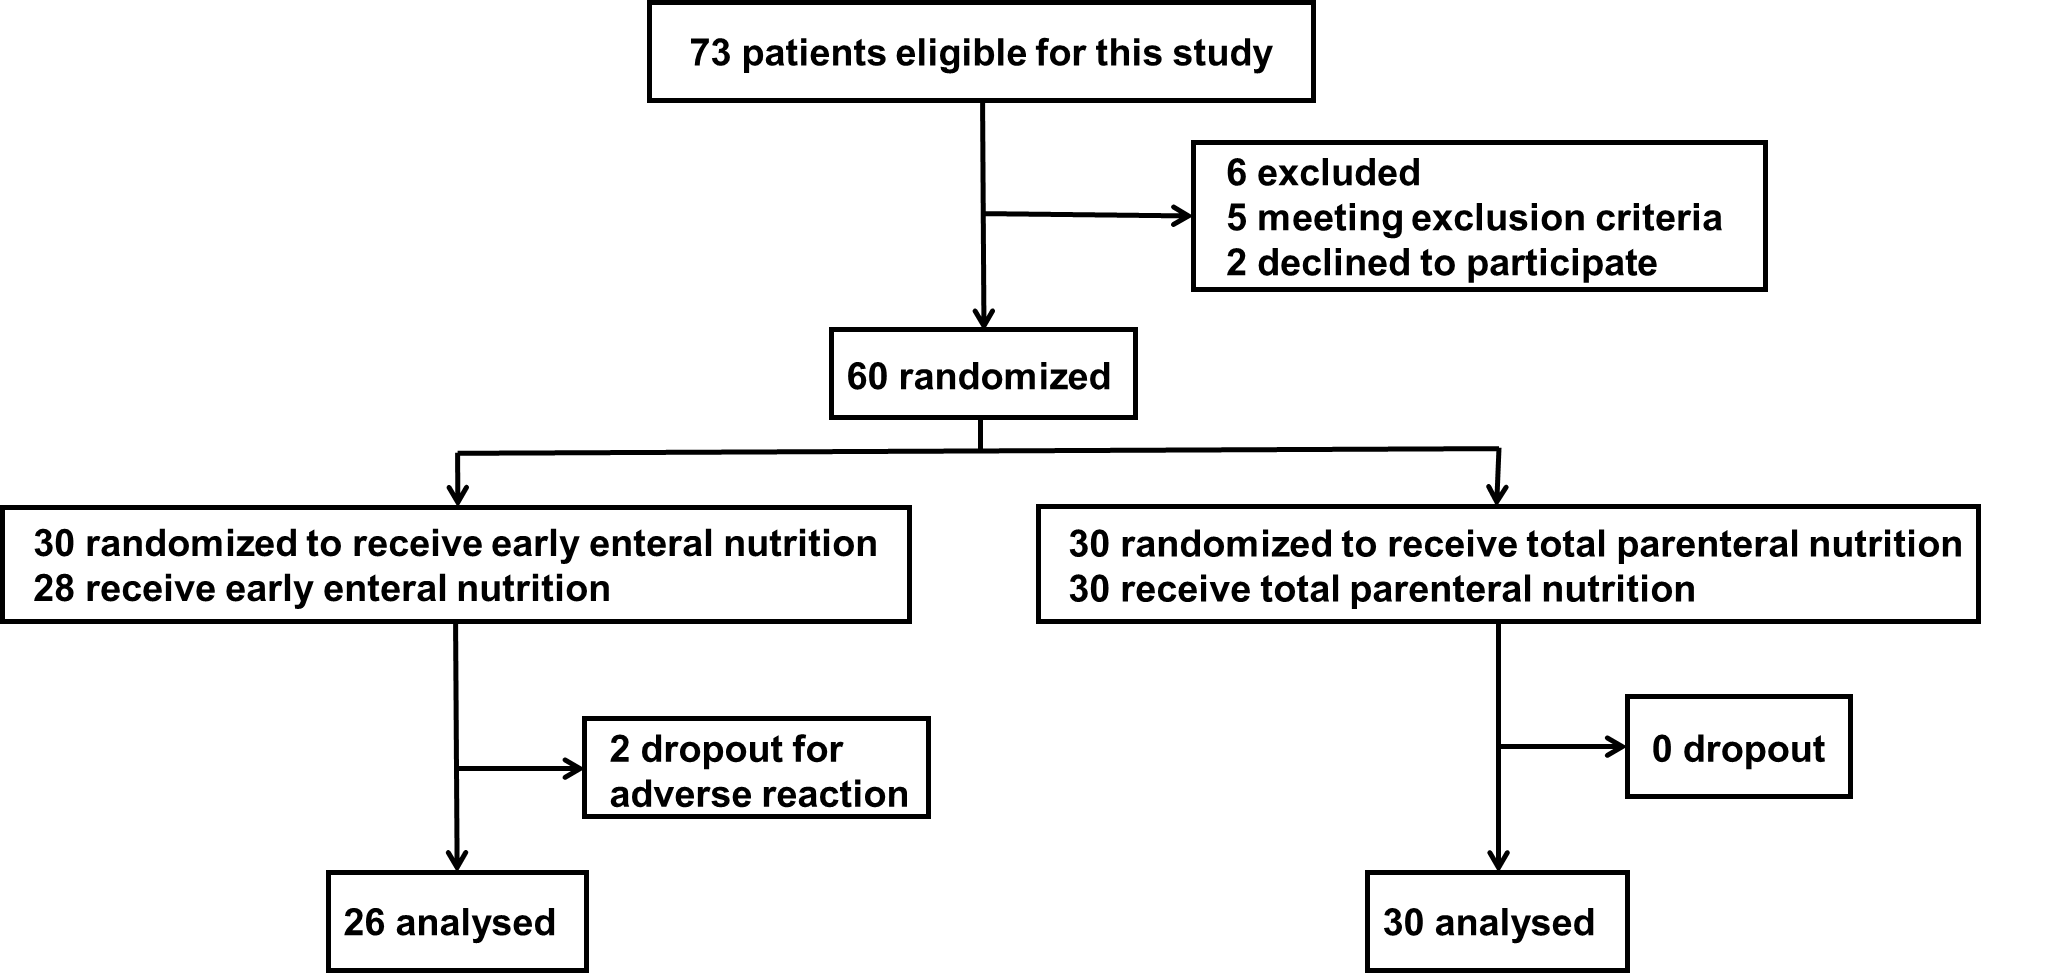 73 patients eligible for this study
6 excluded
5 meeting exclusion criteria
2 declined to participate
60 randomized
30 randomized to receive early enteral nutrition
28 receive early enteral nutrition
30 randomized to receive total parenteral nutrition
30 receive total parenteral nutrition
2 dropout for
adverse reaction
0 dropout
26 analysed
30 analysed